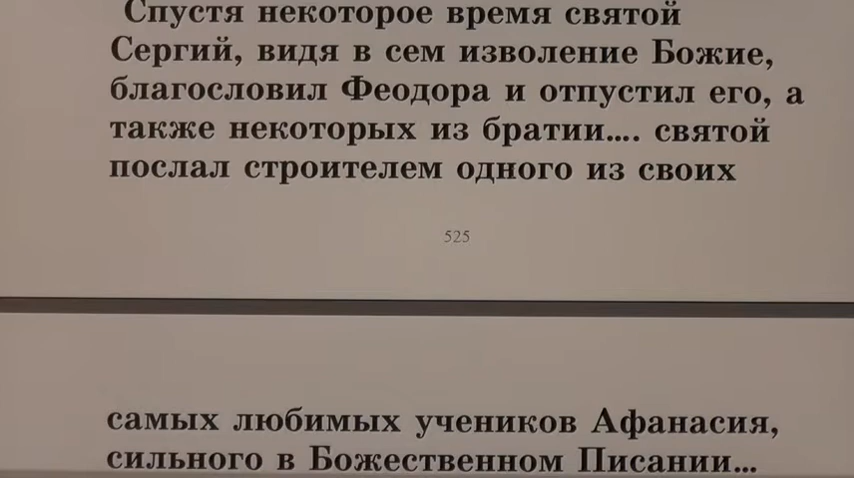 Спустя некоторое время святой
Сергий, видя в сем изволение Божие,
благословил Феодора и отпустил его, а
также некоторых из братии.... святой
послал строителем одного из своих
525
самых любимых учеников Афанасия,
сильного в Божественном Писании...